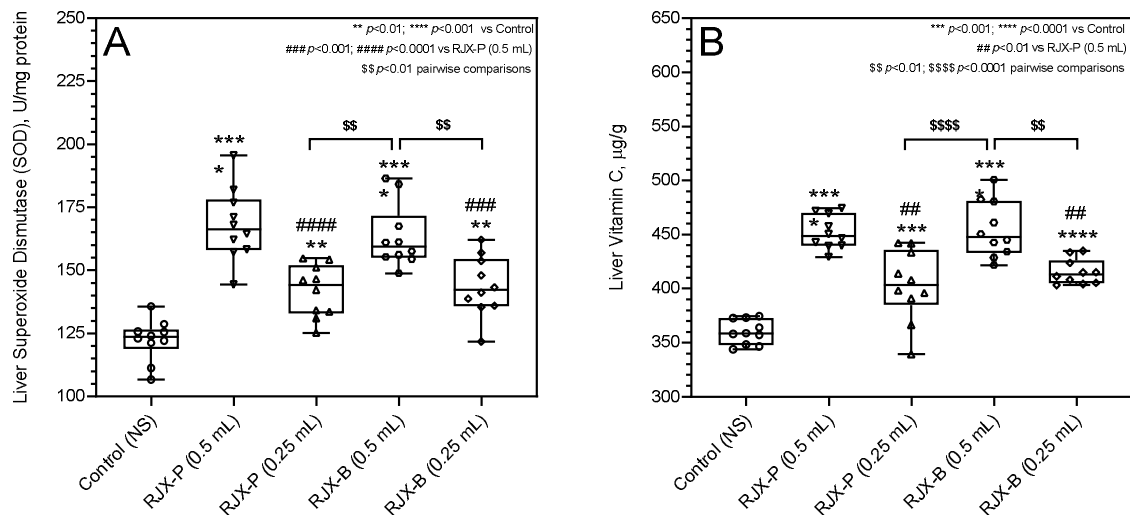 A
** p<0.01; **** p<0.001 vs Control
### p<0.001; #### p<0.0001 vs RJX-P (0.5 mL)
$$ p<0.01 pairwise comparisons
Liver Superoxide Dismutase (SOD), U/mg protein
250
225
200
175
150
125
100
$$
$$
***
*
####
**
***
*
###
**
Control (NS)
RJX-P (0.5 mL)
RJX-P (0.25 mL)
RJX-B (0.5 mL)
RJX-B (0.25 mL)
B
*** p<0.001; **** p<0.0001 vs Control
## p<0.01 vs RJX-P (0.5 mL)
$$ p<0.01; $$$$ p<0.0001 pairwise comparisons
Liver Vitamin C, µg/g
650
600
550
500
450
400
350
300
$$$$
$$
***
*
##
***
***
*
##
****
Control (NS)
RJX-P (0.5 mL)
RJX-P (0.25 mL)
RJX-B (0.5 mL)
RJX-B (0.25 mL)